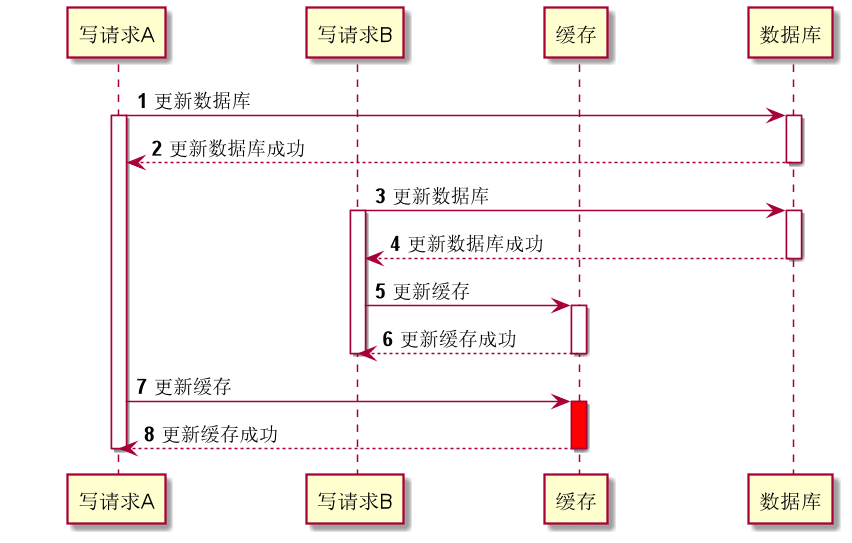 写请求A 写请求B 缓存 数据库
1 更新数据库
2 更新数据库成功
3 更新数据库
4 更新数据库成功
5 更新缓存
6 更新缓存成功
7 更新缓存
8 更新缓存成功
写请求A 写请求B 缓存 数据库